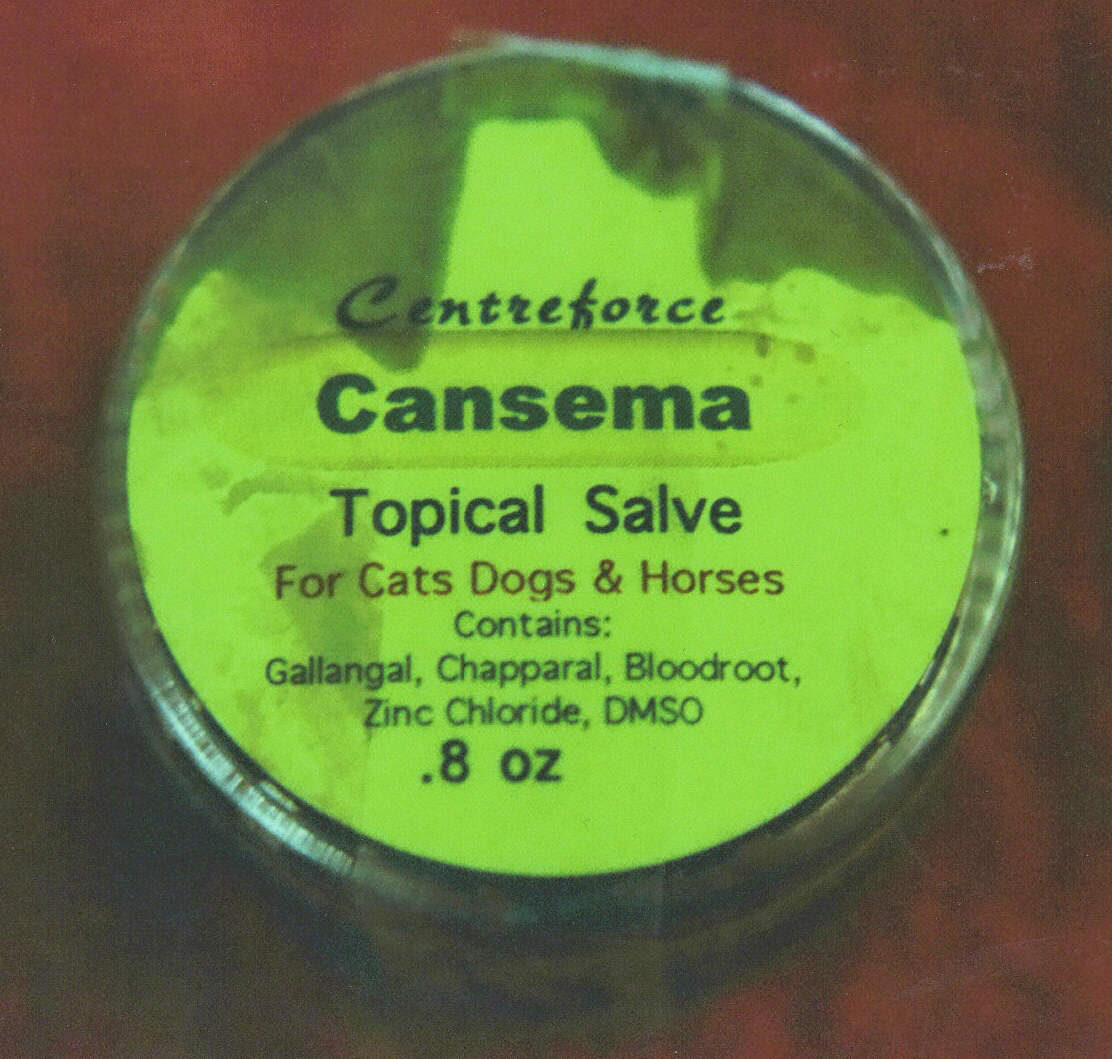 Centreforce
Cansema
Topical Salve
For Cats Dogs & Horses
Contains:
Gallangal, Chapparal, Bloodroot,
Zinc Chloride, DMSO
.8 oz